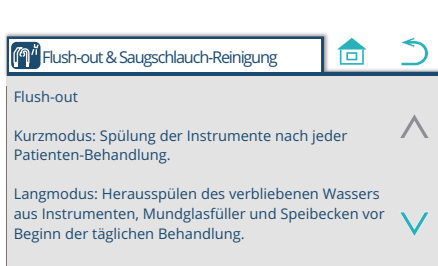 Flush-out & Saugschlauch-Reinigung
Flush-out
Kurzmodus: Spülung der Instrumente nach jeder
Patienten-Behandlung.
Langmodus: Herausspülen des verbliebenen Wassers
aus Instrumenten, Mundglasfüller und Speibecken vor
Beginn der täglichen Behandlung.